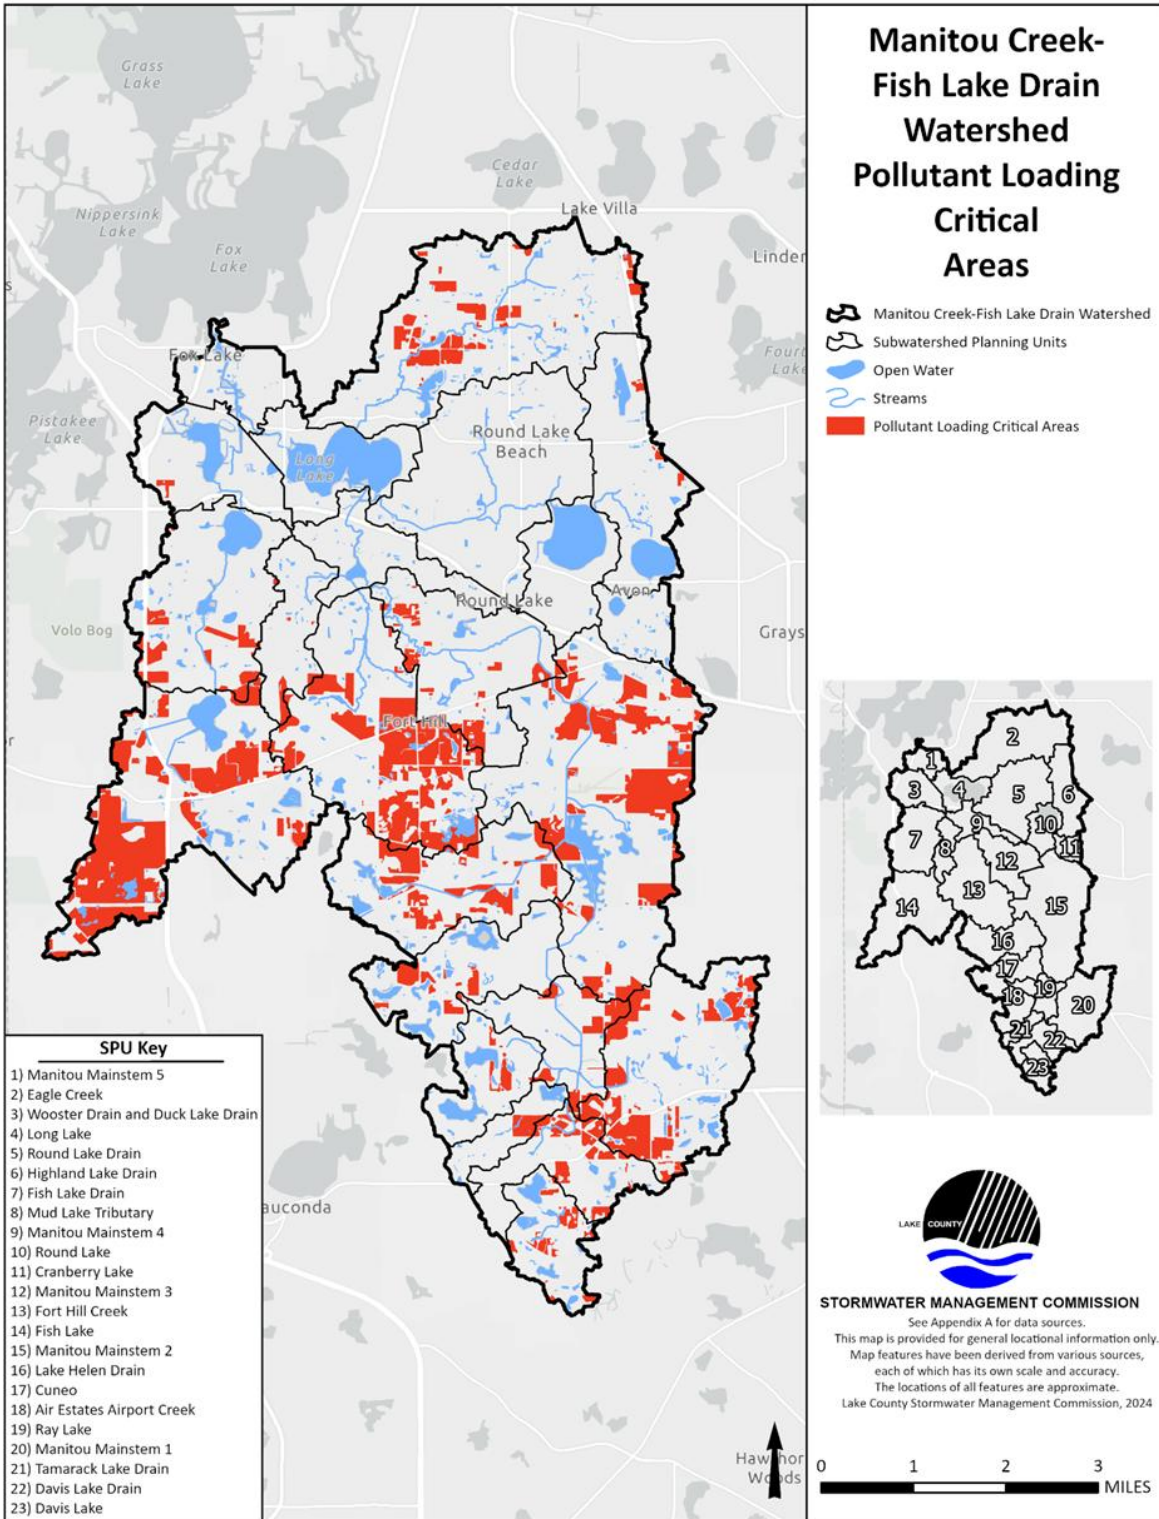 Manitou Creek-
Fish Lake Drain
Watershed
Pollutant Loading
Critical
Areas
Manitou Creek-Fish Lake Drain Watershed
Subwatershed Planning Units
Open Water
Streams
Pollutant Loading Critical Areas
Grass
Lake
Cedar
Lake
Lake Villa
Nippersink
Lake
Fox
Lake
Linder
s
Fox Lake
Fourt
Lake
Pistakee
Lake
Round Lake
Beach
Long
Lake
Round Lake
Avon
Volo Bog
Grays
Fort Hill
or
auconda
Hawthor
Woods
1
2
3
4
5
6
7
8
9
10
11
12
13
14
15
16
17
18
19
20
21
22
23
SPU Key
1) Manitou Mainstem 5
2) Eagle Creek
3) Wooster Drain and Duck Lake Drain
4) Long Lake
5) Round Lake Drain
6) Highland Lake Drain
7) Fish Lake Drain
8) Mud Lake Tributary
9) Manitou Mainstem 4
10) Round Lake
11) Cranberry Lake
12) Manitou Mainstem 3
13) Fort Hill Creek
14) Fish Lake
15) Manitou Mainstem 2
16) Lake Helen Drain
17) Cuneo
18) Air Estates Airport Creek
19) Ray Lake
20) Manitou Mainstem 1
21) Tamarack Lake Drain
22) Davis Lake Drain
23) Davis Lake
LAKE COUNTY
STORMWATER MANAGEMENT COMMISSION
See Appendix A for data sources.
This map is provided for general locational information only.
Map features have been derived from various sources,
each of which has its own scale and accuracy.
The locations of all features are approximate.
Lake County Stormwater Management Commission, 2024
0 1 2 3
MILES